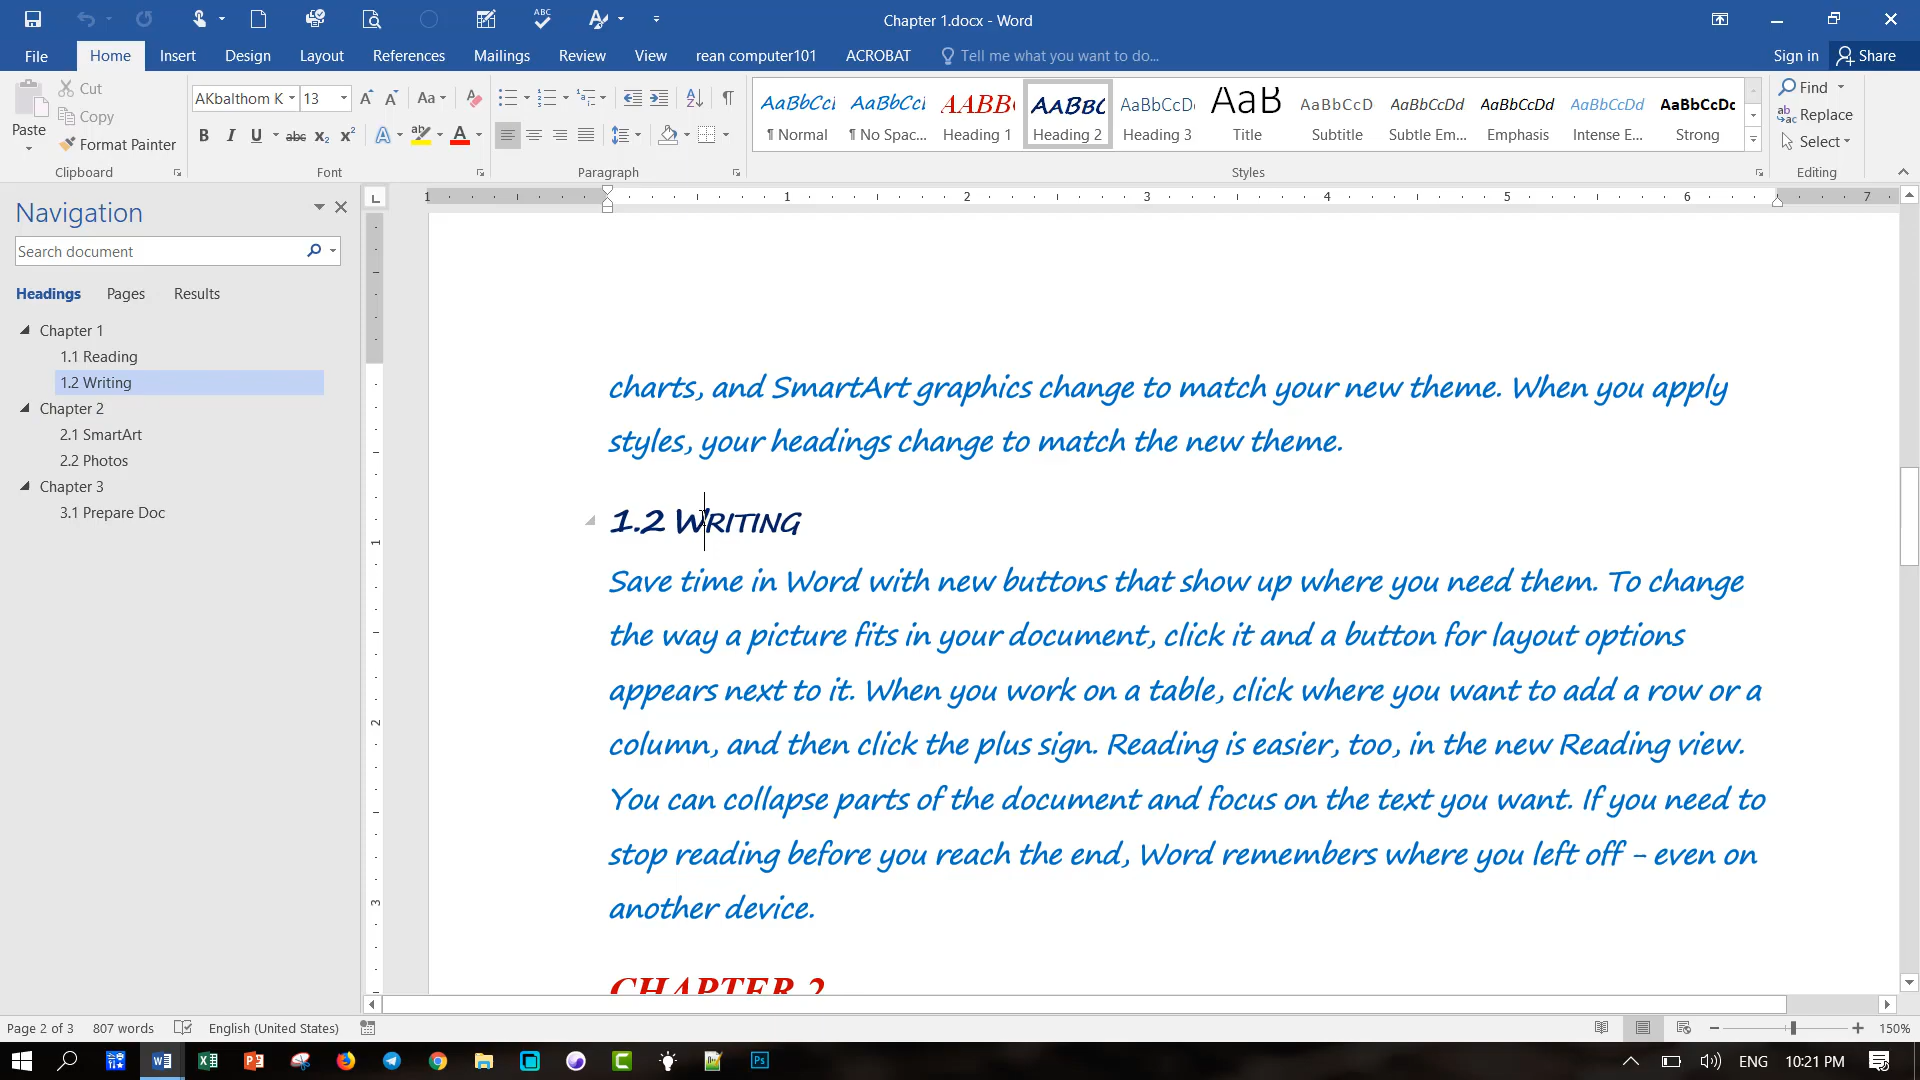 Chapter 1.docx - Word
File
Home
Insert
Design
Layout
References
Mailings
Review
View
rean computer101
ACROBAT
Tell me what you want to do...
Sign in
Share
Paste
Cut
Copy
Format Painter
Clipboard
AKbalthom K
13
Font
Paragraph
AaBbCcI
¶ Normal
AaBbCcI
¶ No Spac...
AABB
Heading 1
AABBC
Heading 2
AaBbCcDc
Heading 3
AaB
Title
AaBbCcD
Subtitle
AaBbCcDd
Subtle Em...
AaBbCcDd
Emphasis
AaBbCcDd
Intense E...
AaBbCcDc
Strong
Styles
Find
Replace
Select
Editing
Navigation
Search document
Headings
Pages
Results
Chapter 1
1.1 Reading
1.2 Writing
Chapter 2
2.1 SmartArt
2.2 Photos
Chapter 3
3.1 Prepare Doc
1 1 2 3 4 5 6 7
1
2
3
charts, and SmartArt graphics change to match your new theme. When you apply
styles, your headings change to match the new theme.
1.2 WRITING
Save time in Word with new buttons that show up where you need them. To change
the way a picture fits in your document, click it and a button for layout options
appears next to it. When you work on a table, click where you want to add a row or a
column, and then click the plus sign. Reading is easier, too, in the new Reading view.
You can collapse parts of the document and focus on the text you want. If you need to
stop reading before you reach the end, Word remembers where you left off - even on
another device.
CHAPTER 2
Page 2 of 3
807 words
English (United States)
150%
ENG
10:21 PM